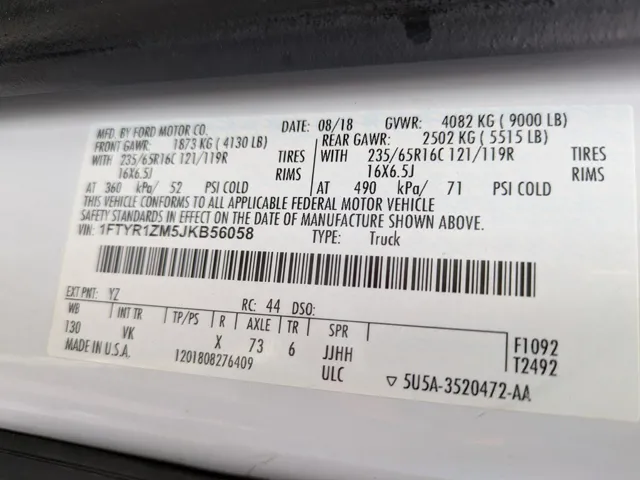 MFD. BY FORD MOTOR CO. DATE: 08/18 GVWR: 4082 KG ( 9000 LB)
FRONT GAWR: 1873 KG ( 4130 LB) REAR GAWR: 2502 KG ( 5515 LB)
WITH 235/65R16C 121/119R TIRES WITH 235/65R16C 121/119R TIRES
16X6.5J RIMS 16X6.5J RIMS
AT 360 kPa/ 52 PSI COLD AT 490 kPa/ 71 PSI COLD
THIS VEHICLE CONFORMS TO ALL APPLICABLE FEDERAL MOTOR VEHICLE
SAFETY STANDARDS IN EFFECT ON THE DATE OF MANUFACTURE SHOWN ABOVE.
VIN: 1FTYR1ZM5JKB56058 TYPE: Truck
EXT PNT: YZ RC: 44 DSO:
WB INT TR TP/PS R AXLE TR SPR F1092
130 VK X 73 6 JJHH T2492
MADE IN U.S.A. 1201808276409 ULC ▽ 5U5A-3520472-AA